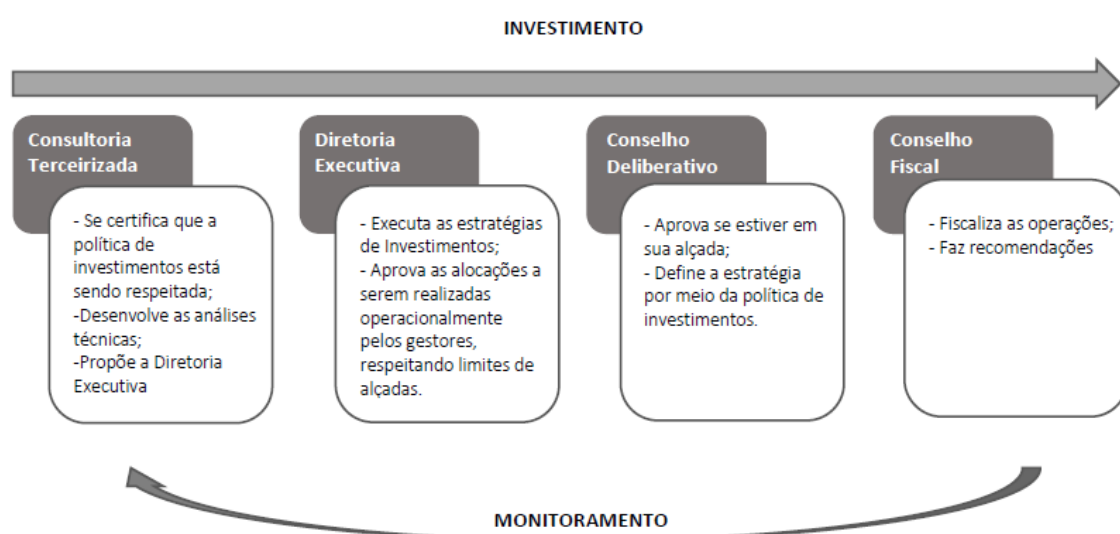 INVESTIMENTO
Consultoria
Terceirizada
- Se certifica que a
política de
investimentos está
sendo respeitada;
-Desenvolve as análises
técnicas;
-Propõe a Diretoria
Executiva
Diretoria
Executiva
- Executa as estratégias
de Investimentos;
- Aprova as alocações a
serem realizadas
operacionalmente
pelos gestores,
respeitando limites de
alçadas.
Conselho
Deliberativo
- Aprova se estiver em
sua alçada;
- Define a estratégia
por meio da política de
investimentos.
Conselho
Fiscal
- Fiscaliza as operações;
- Faz recomendações
MONITORAMENTO